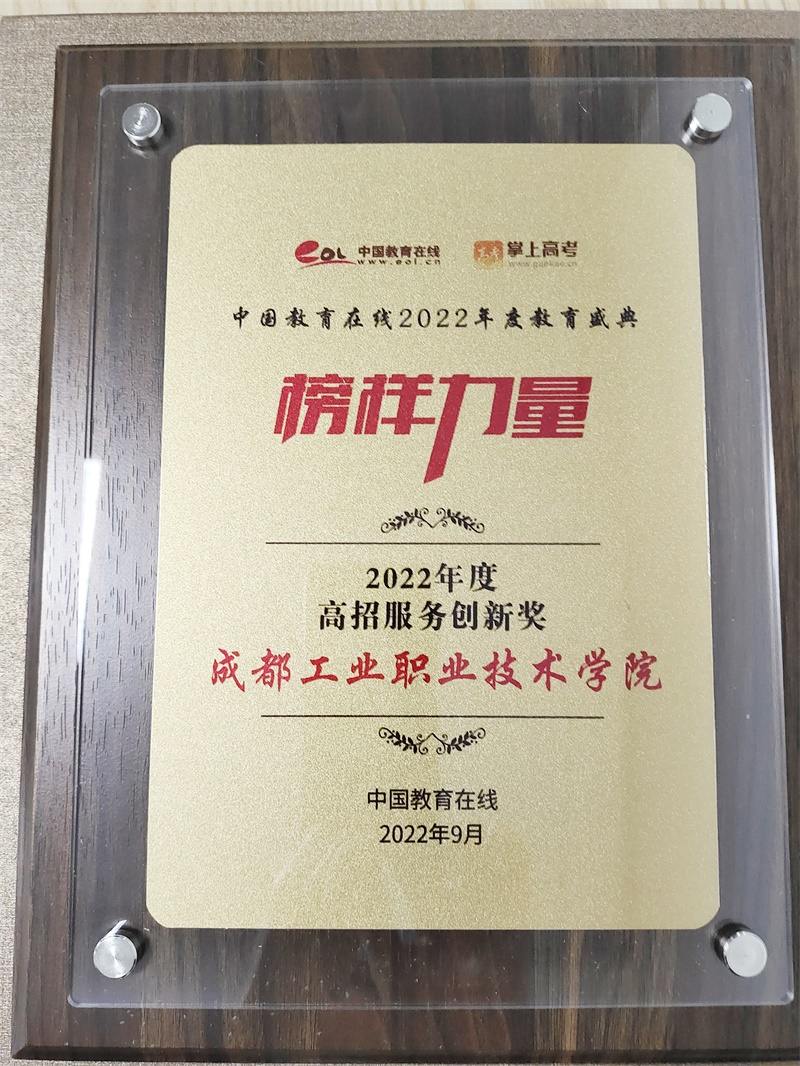 eol 中国教育在线 掌上高考
www.eol.cn www.gaokao.cn
中国教育在线2022年度教育盛典
榜样力量
2022年度
高招服务创新奖
成都工业职业技术学院
中国教育在线
2022年9月